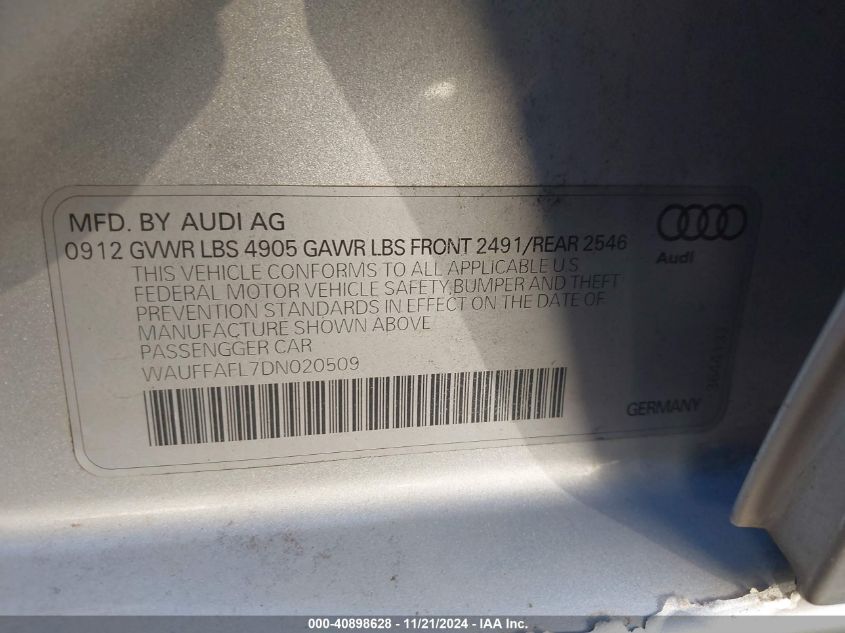 MFD. BY AUDI AG
0912 GVWR LBS 4905 GAWR LBS FRONT 2491/REAR 2546
THIS VEHICLE CONFORMS TO ALL APPLICABLE U.S
FEDERAL MOTOR VEHICLE SAFETY,BUMPER AND THEFT
PREVENTION STANDARDS IN EFFECT ON THE DATE OF
MANUFACTURE SHOWN ABOVE
PASSENGGER CAR
WAUFFAFL7DN020509
Audi
GERMANY
000-40898628 - 11/21/2024 - IAA Inc.